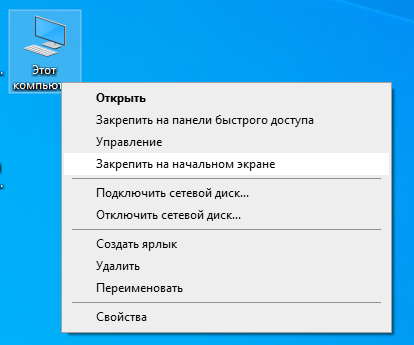 Этот
компьют...
Открыть
Закрепить на панели быстрого доступа
Управление
Закрепить на начальном экране
Подключить сетевой диск...
Отключить сетевой диск...
Создать ярлык
Удалить
Переименовать
Свойства